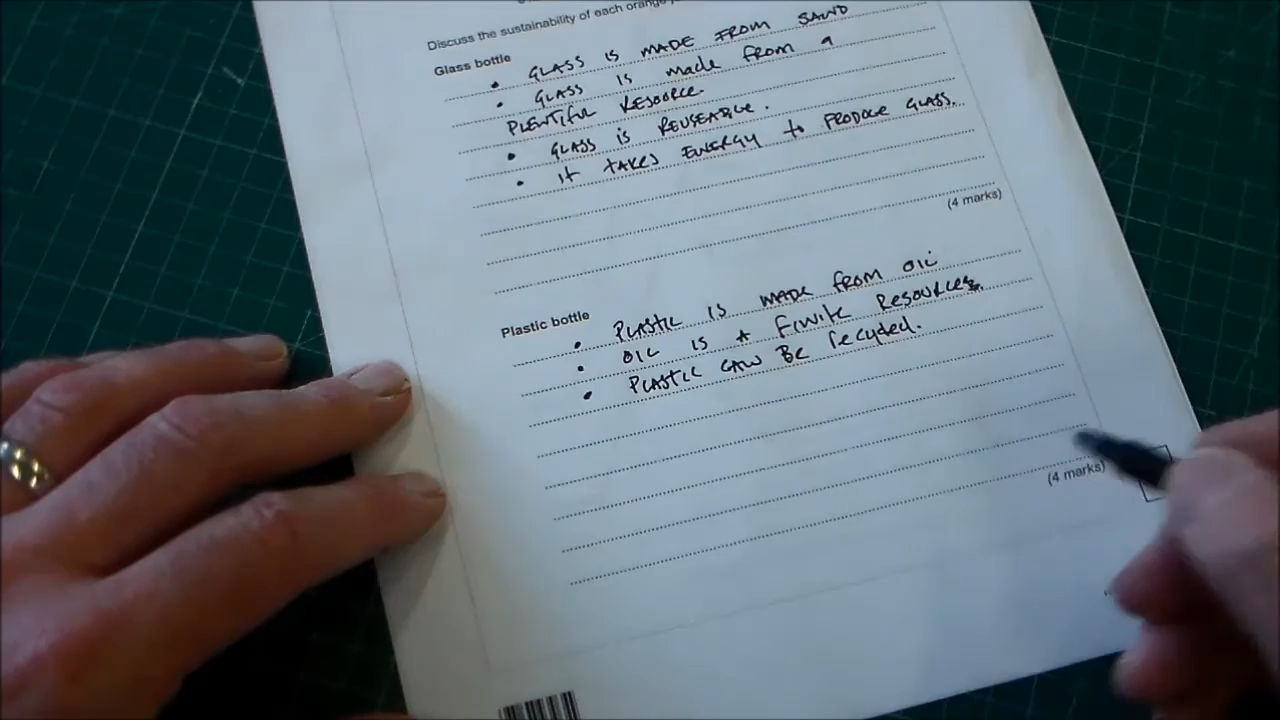 Discuss the sustainability of each orange
Glass bottle
• GLASS IS MADE FROM SAND
• GLASS IS made from a
PLENTIFUL RESOURCE.
• GLASS IS REUSEABLE.
• It TAKES ENERGY to PRODUCE GLASS.
(4 marks)
Plastic bottle
• PLASTIC IS MADE FROM OIL
• OIL IS A FINITE RESOURCES
• PLASTIC CAN BE recycled.
(4 marks)